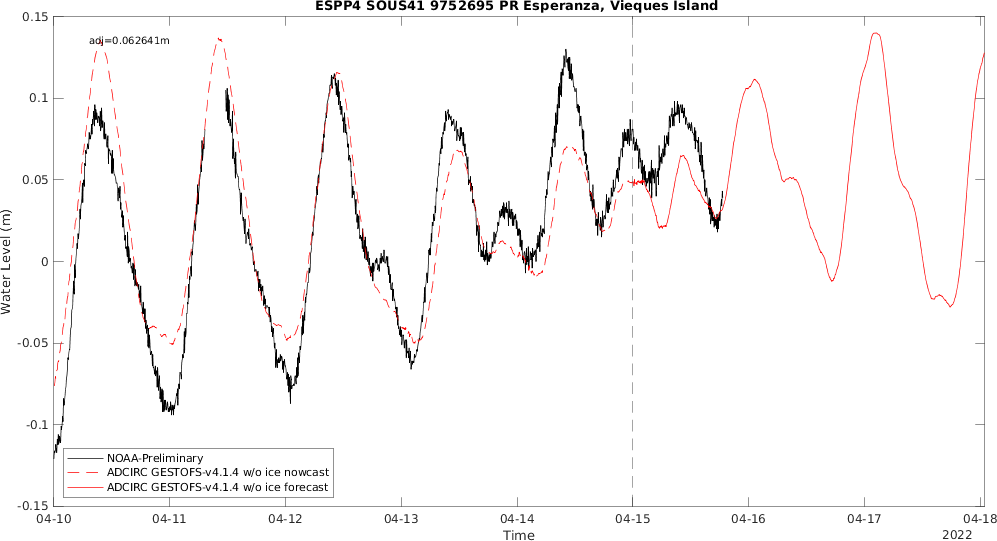 ESPP4 SOUS41 9752695 PR Esperanza, Vieques Island
adj=0.062641m
0.15
0.1
0.05
0
-0.05
-0.1
-0.15
Water Level (m)
NOAA-Preliminary
ADCIRC GESTOFS-v4.1.4 w/o ice nowcast
ADCIRC GESTOFS-v4.1.4 w/o ice forecast
04-10 04-11 04-12 04-13 04-14 04-15 04-16 04-17 04-18
Time
2022